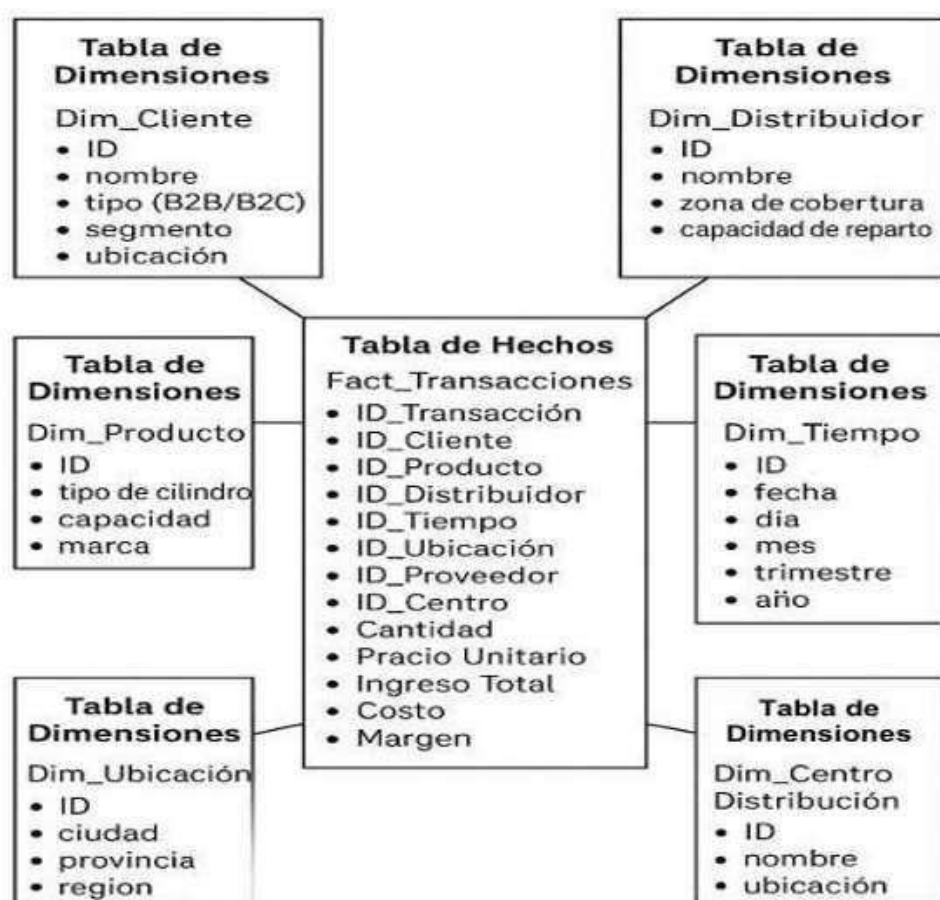 Tabla de
Dimensiones
Dim_Cliente
• ID
• nombre
• tipo (B2B/B2C)
• segmento
• ubicación
Tabla de
Dimensiones
Dim_Distribuidor
• ID
• nombre
• zona de cobertura
• capacidad de reparto
Tabla de
Dimensiones
Dim_Producto
• ID
• tipo de cilindro
• capacidad
• marca
Tabla de Hechos
Fact_Transacciones
• ID_Transacción
• ID_Cliente
• ID_Producto
• ID_Distribuidor
• ID_Tiempo
• ID_Ubicación
• ID_Proveedor
• ID_Centro
• Cantidad
• Pracio Unitario
• Ingreso Total
• Costo
• Margen
Tabla de
Dimensiones
Dim_Tiempo
• ID
• fecha
• dia
• mes
• trimestre
• año
Tabla de
Dimensiones
Dim_Ubicación
• ID
• ciudad
• provincia
• region
Tabla de
Dimensiones
Dim_Centro
Distribución
• ID
• nombre
• ubicación